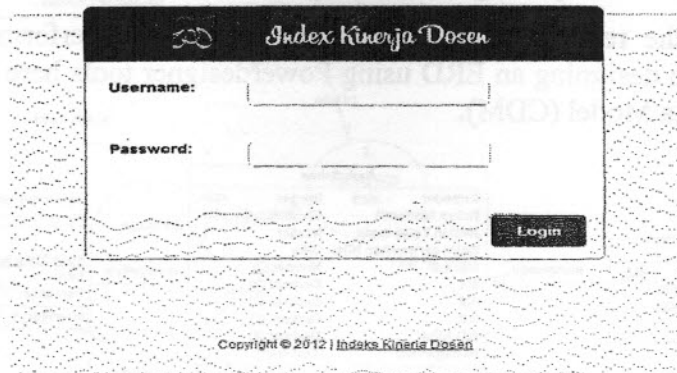 Index Kinerja Dosen
Username:
Password:
Login
Copyright © 2012 | Indeks Kinerja Dosen